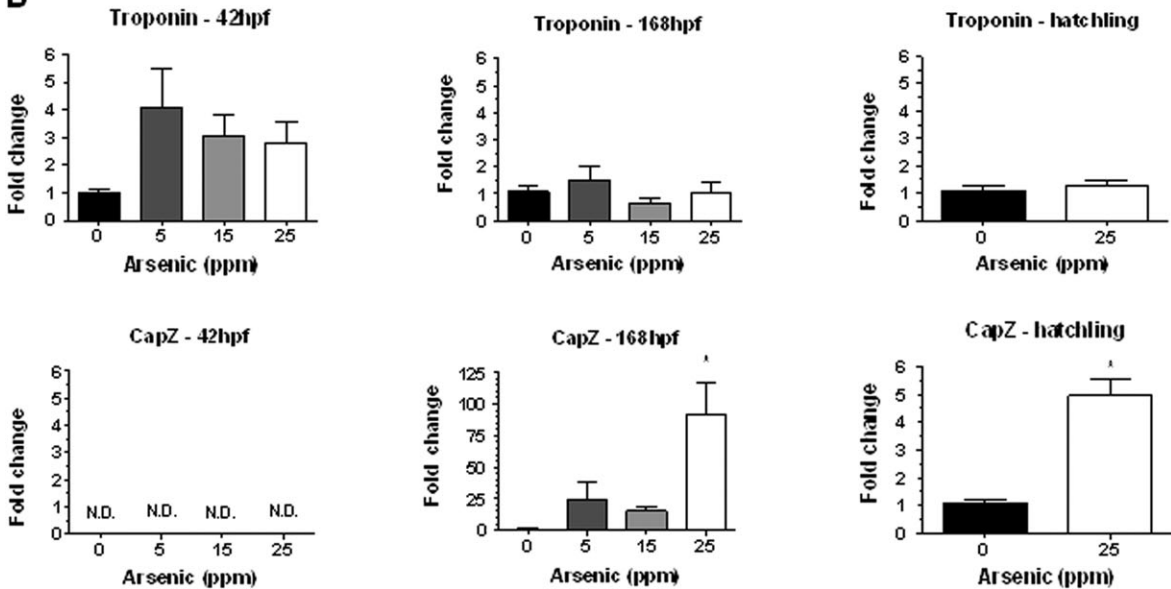 Troponin - 42hpf
6
5
4
3
2
1
0
Fold change
0 5 15 25
Arsenic (ppm)
Troponin - 168hpf
6
5
4
3
2
1
0
Fold change
0 5 15 25
Arsenic (ppm)
Troponin - hatchling
6
5
4
3
2
1
0
Fold change
0 25
Arsenic (ppm)
CapZ - 42hpf
6
5
4
3
2
1
0
Fold change
N.D. N.D. N.D. N.D.
0 5 15 25
Arsenic (ppm)
CapZ - 168hpf
*
125
100
75
50
25
0
Fold change
0 5 15 25
Arsenic (ppm)
CapZ - hatchling
*
6
5
4
3
2
1
0
Fold change
0 25
Arsenic (ppm)